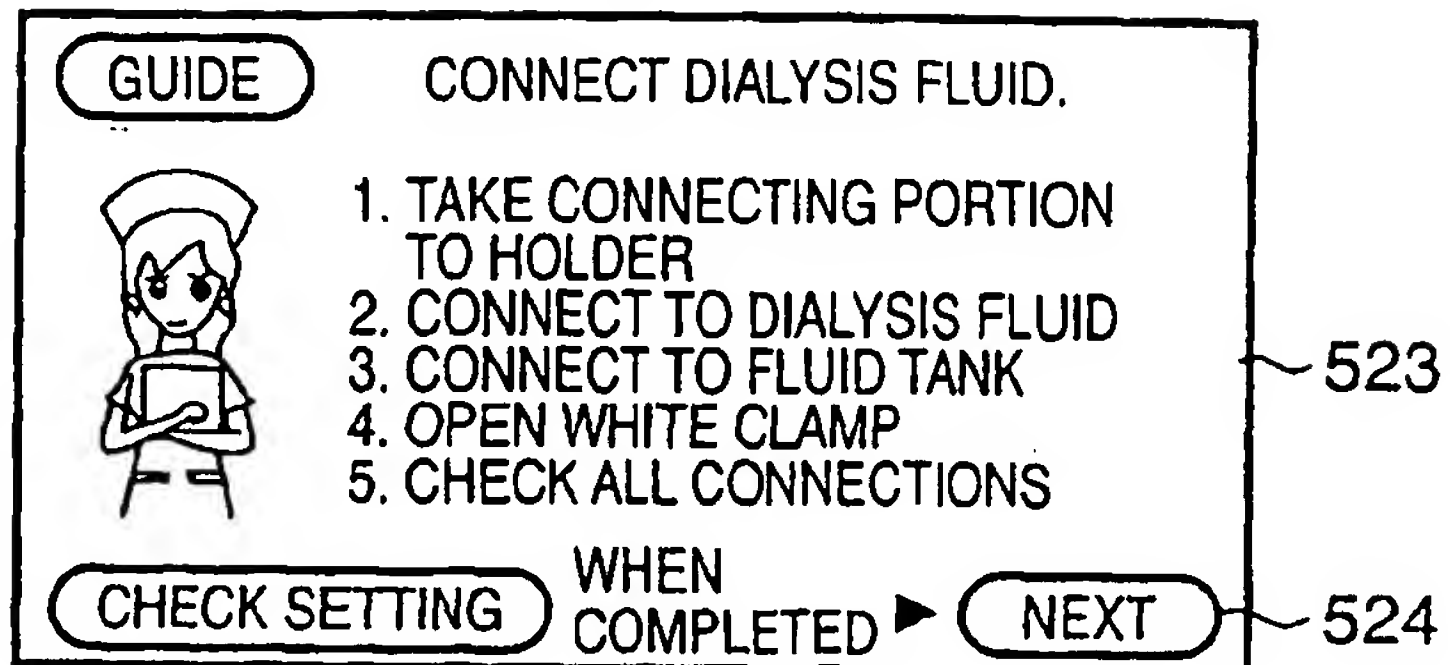 GUIDE CONNECT DIALYSIS FLUID.
1. TAKE CONNECTING PORTION
TO HOLDER
2. CONNECT TO DIALYSIS FLUID
3. CONNECT TO FLUID TANK
523
4. OPEN WHITE CLAMP
5. CHECK ALL CONNECTIONS
CHECK SETTING
WHEN
COMPLETED
NEXT
524